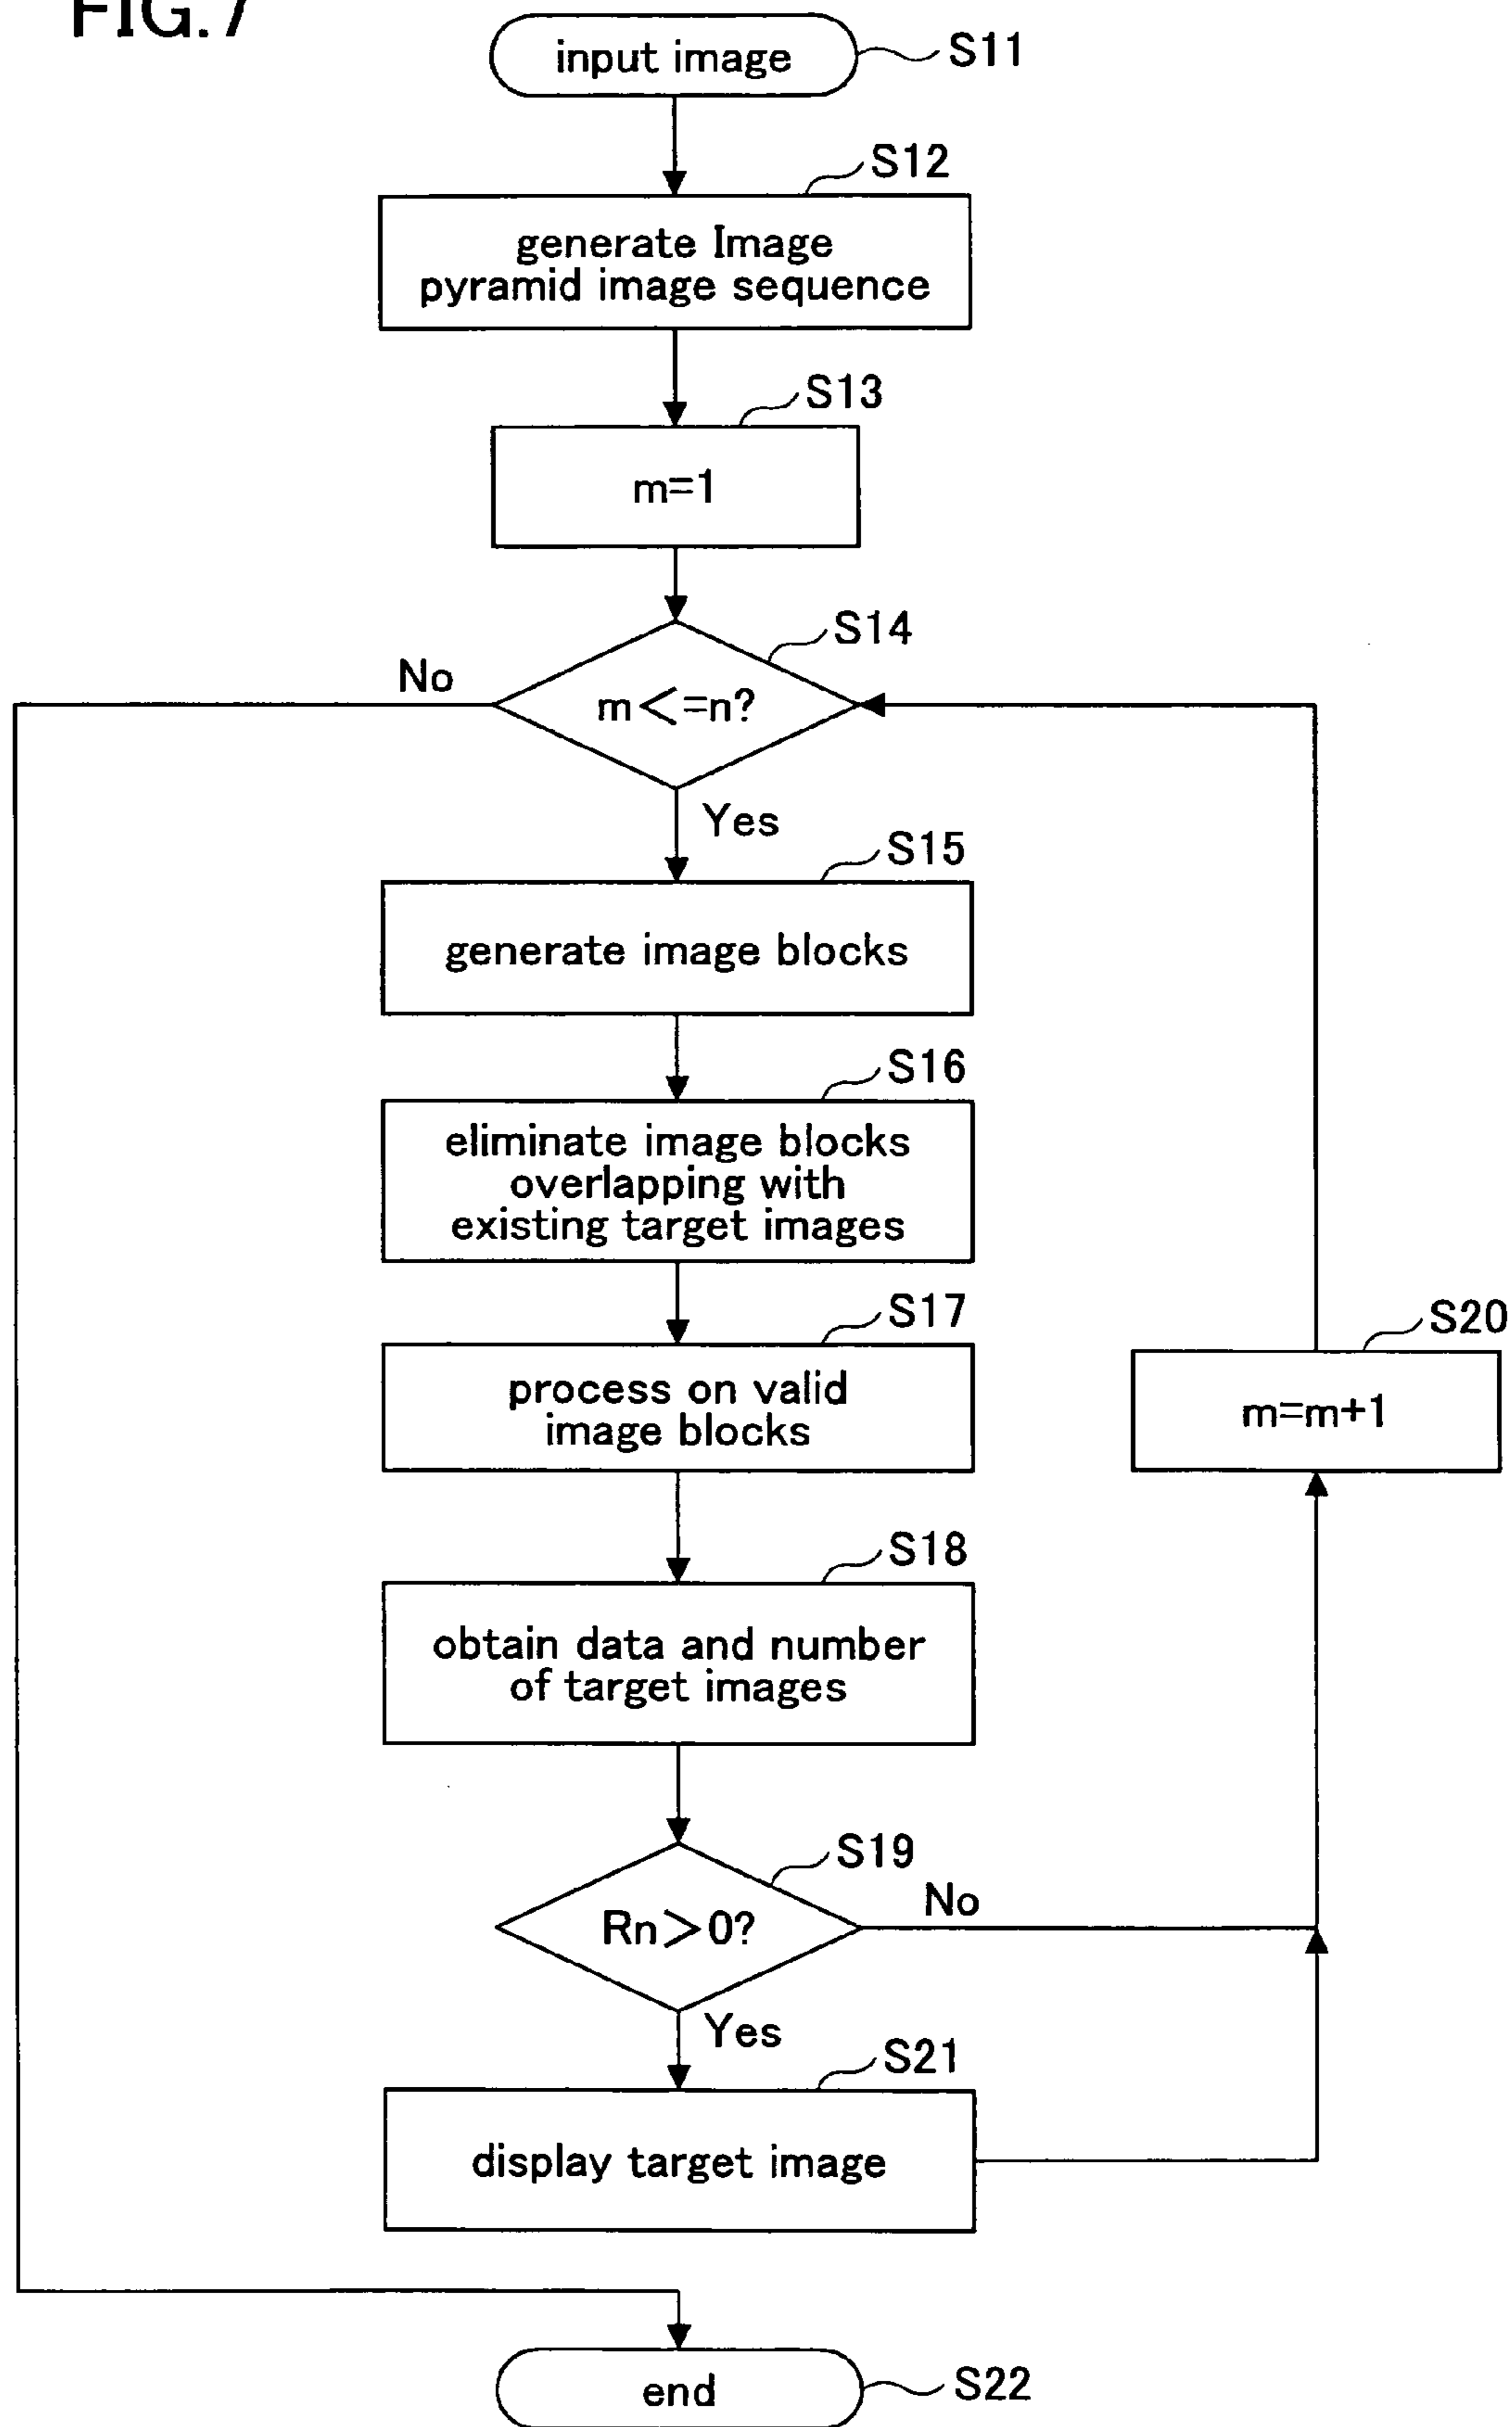 FIG.7
input image
S11
S12
generate Image
pyramid image sequence
S13
m=1
S14
No
m<=n?
Yes
S15
generate image blocks
S16
eliminate image blocks
overlapping with
existing target images
S17
process on valid
image blocks
S20
m=m+1
S18
obtain data and number
of target images
S19
No
Rn>0?
Yes
S21
display target image
end
S22